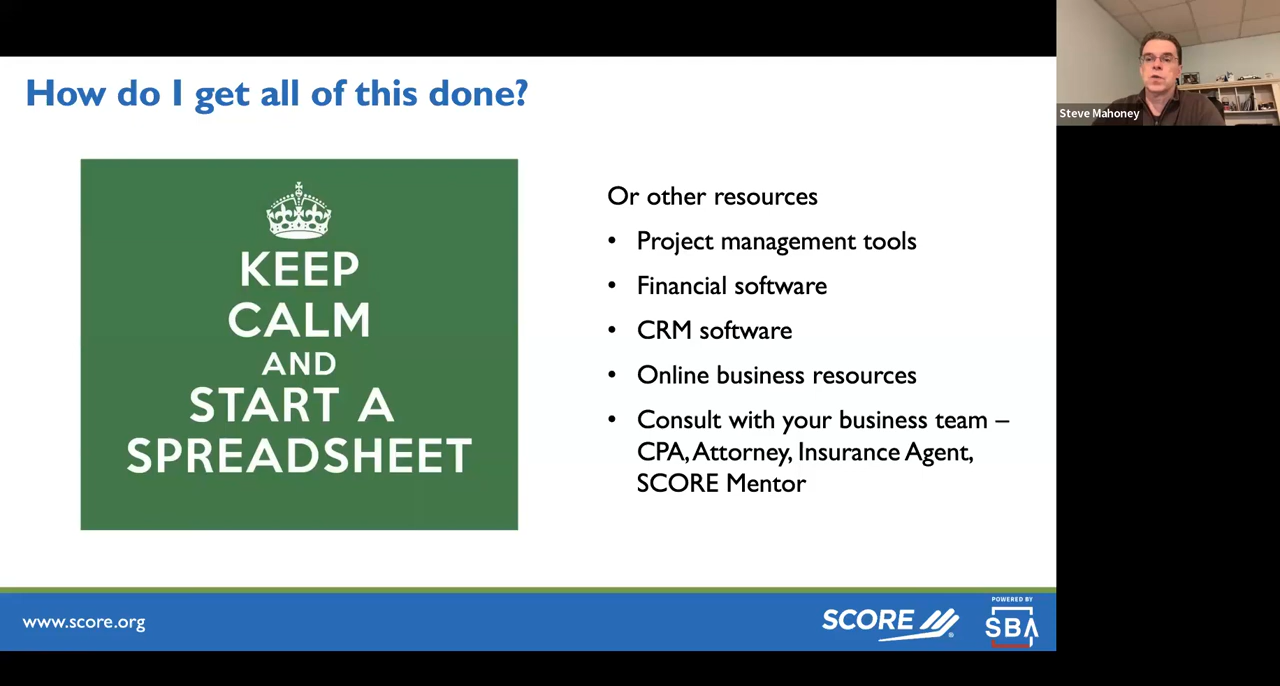 How do I get all of this done?
Steve Mahoney
KEEP
CALM
AND
START A
SPREADSHEET
Or other resources
• Project management tools
• Financial software
• CRM software
• Online business resources
• Consult with your business team –
CPA, Attorney, Insurance Agent,
SCORE Mentor
www.score.org
SCORE
®
POWERED BY
SBA